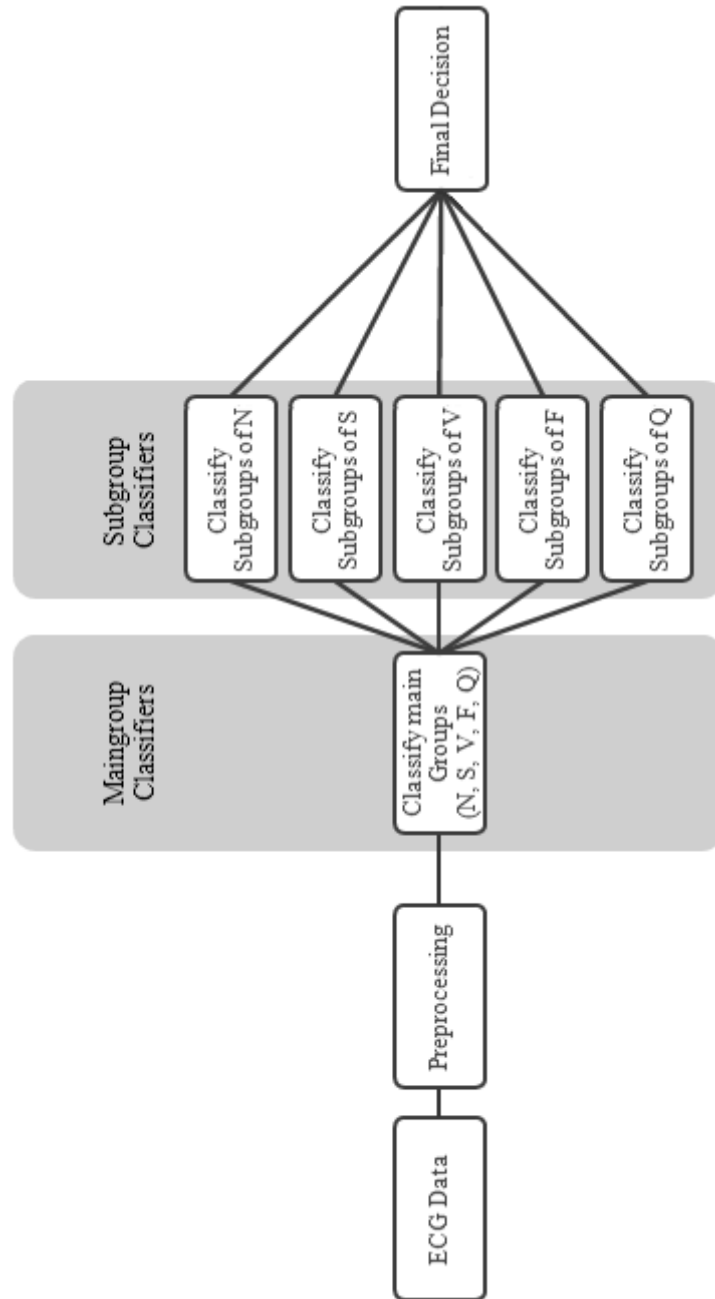 ECG Data
Preprocessing
Maingroup
Classifiers
Classify main
Groups
(N, S, V, F, Q)
Subgroup
Classifiers
Classify
Subgroups of N
Classify
Subgroups of S
Classify
Subgroups of V
Classify
Subgroups of F
Classify
Subgroups of Q
Final Decision